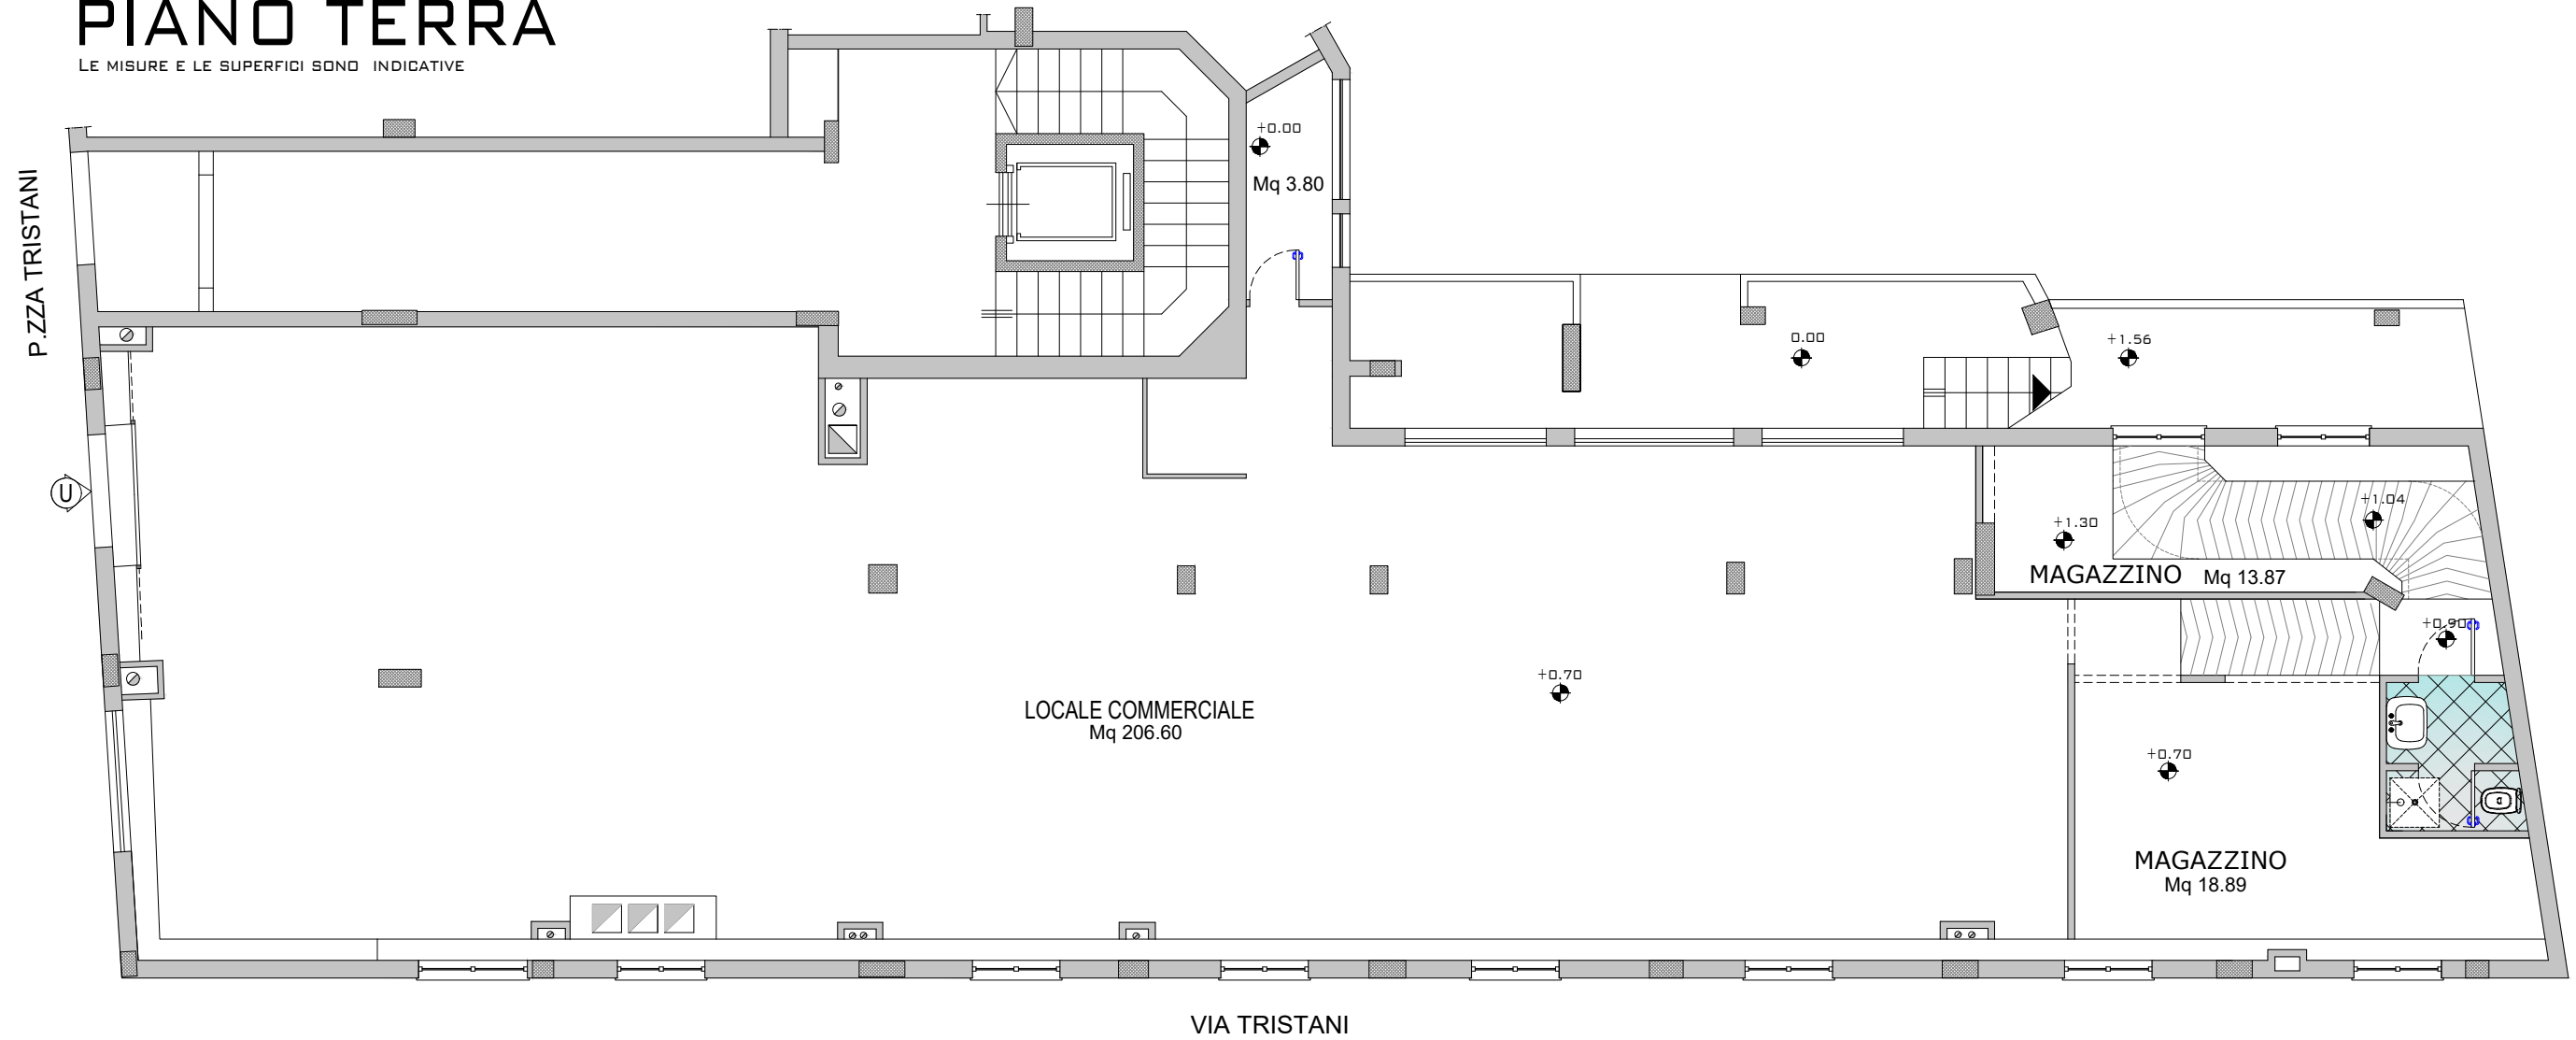 PIANO TERRA
LE MISURE E LE SUPERFICI SONO INDICATIVE
P.ZZA TRISTANI
+0.00
Mq 3.80
0.00
+1.56
U
+1.04
+1.30
MAGAZZINO Mq 13.87
+0.90
+0.70
LOCALE COMMERCIALE
Mq 206.60
+0.70
MAGAZZINO
Mq 18.89
VIA TRISTANI